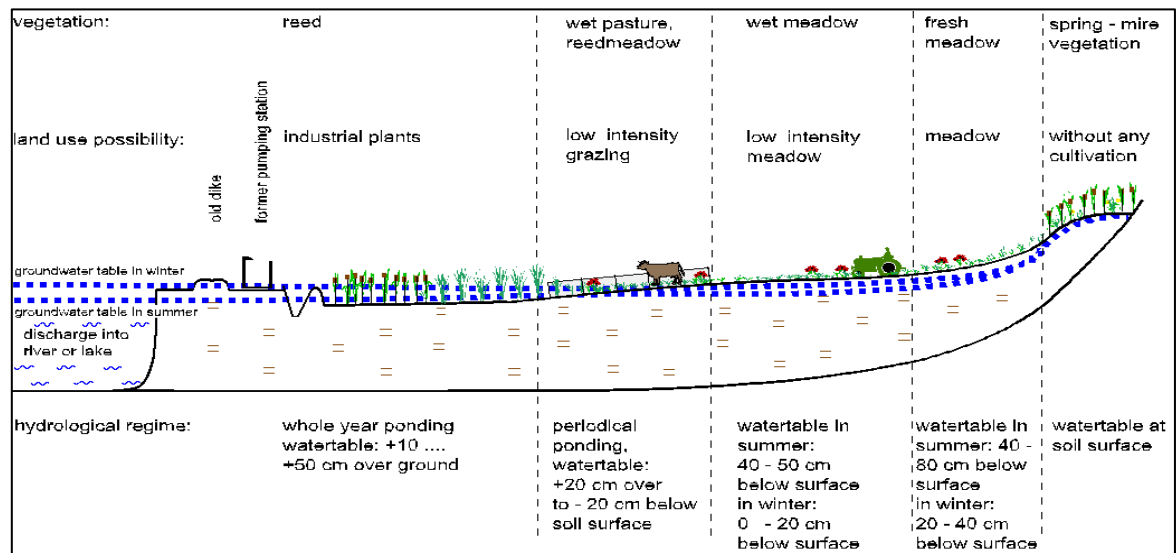 vegetation:
reed
wet pasture,
reedmeadow
wet meadow
fresh
meadow
spring - mire
vegetation
land use possibility:
old dike
former pumping station
industrial plants
low intensity
grazing
low intensity
meadow
meadow
without any
cultivation
groundwater table in winter
groundwater table in summer
discharge into
river or lake
hydrological regime:
whole year ponding
watertable: +10 ....
+50 cm over ground
periodical
ponding,
watertable:
+20 cm over
to - 20 cm below
soil surface
watertable in
summer:
40 - 50 cm
below surface
in winter:
0 - 20 cm
below surface
watertable in
summer: 40 -
80 cm below
surface
in winter:
20 - 40 cm
below surface
watertable at
soil surface